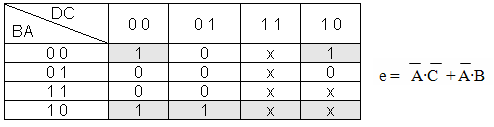 DC
BA
0 0 0 1 1 1 1 0
0 0 1 0 x 1
0 1 0 0 x 0
1 1 0 0 x x
1 0 1 1 x x
e = A̅·C̅ + A̅·B